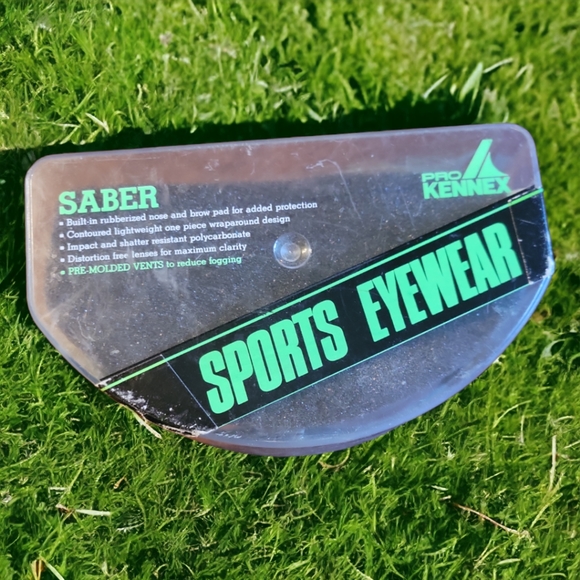 SABER
▪ Built-in rubberized nose and brow pad for added protection
▪ Contoured lightweight one piece wraparound design
▪ Impact and shatter resistant polycarbonate
▪ Distortion free lenses for maximum clarity
▪ PRE-MOLDED VENTS to reduce fogging
PRO
KENNEX
SPORTS EYEWEAR